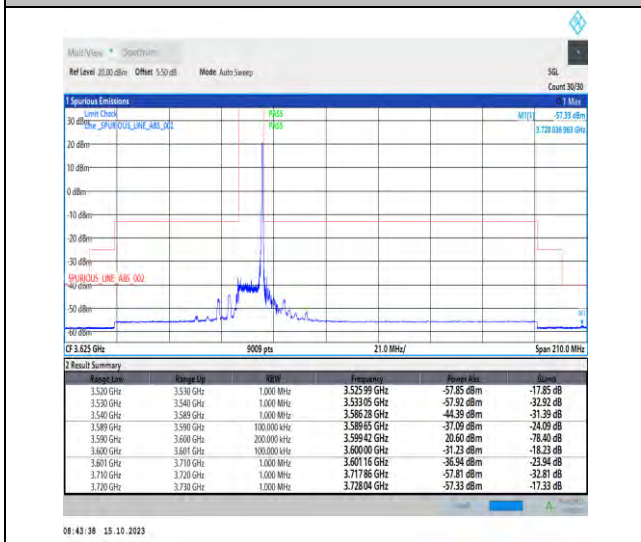 MultiView Spectrum
Ref Level 20.00 dBm Offset 5.50 dB Mode Auto Sweep SGL
Count 30/30
1 Spurious Emissions 1 Max
Limit Check PASS M1[1] -57.33 dBm
Line _SPURIOUS_LINE_ABS_002 PASS 3.728 036 963 GHz
30 dBm
20 dBm
10 dBm
0 dBm
-10 dBm
-20 dBm
-30 dBm
_SPURIOUS_LINE_ABS_002
-40 dBm
-50 dBm
M1
-60 dBm
CF 3.625 GHz 9009 pts 21.0 MHz/ Span 210.0 MHz
2 Result Summary
Range Low Range Up RBW Frequency Power Abs ΔLimit
3.520 GHz 3.530 GHz 1.000 MHz 3.525 99 GHz -57.85 dBm -17.85 dB
3.530 GHz 3.540 GHz 1.000 MHz 3.533 05 GHz -57.92 dBm -32.92 dB
3.540 GHz 3.589 GHz 1.000 MHz 3.586 28 GHz -44.39 dBm -31.39 dB
3.589 GHz 3.590 GHz 100.000 kHz 3.589 65 GHz -37.09 dBm -24.09 dB
3.590 GHz 3.600 GHz 200.000 kHz 3.599 42 GHz 20.60 dBm -78.40 dB
3.600 GHz 3.601 GHz 100.000 kHz 3.600 00 GHz -31.23 dBm -18.23 dB
3.601 GHz 3.710 GHz 1.000 MHz 3.601 16 GHz -36.94 dBm -23.94 dB
3.710 GHz 3.720 GHz 1.000 MHz 3.717 86 GHz -57.81 dBm -32.81 dB
3.720 GHz 3.730 GHz 1.000 MHz 3.728 04 GHz -57.33 dBm -17.33 dB
08:43:38 15.10.2023